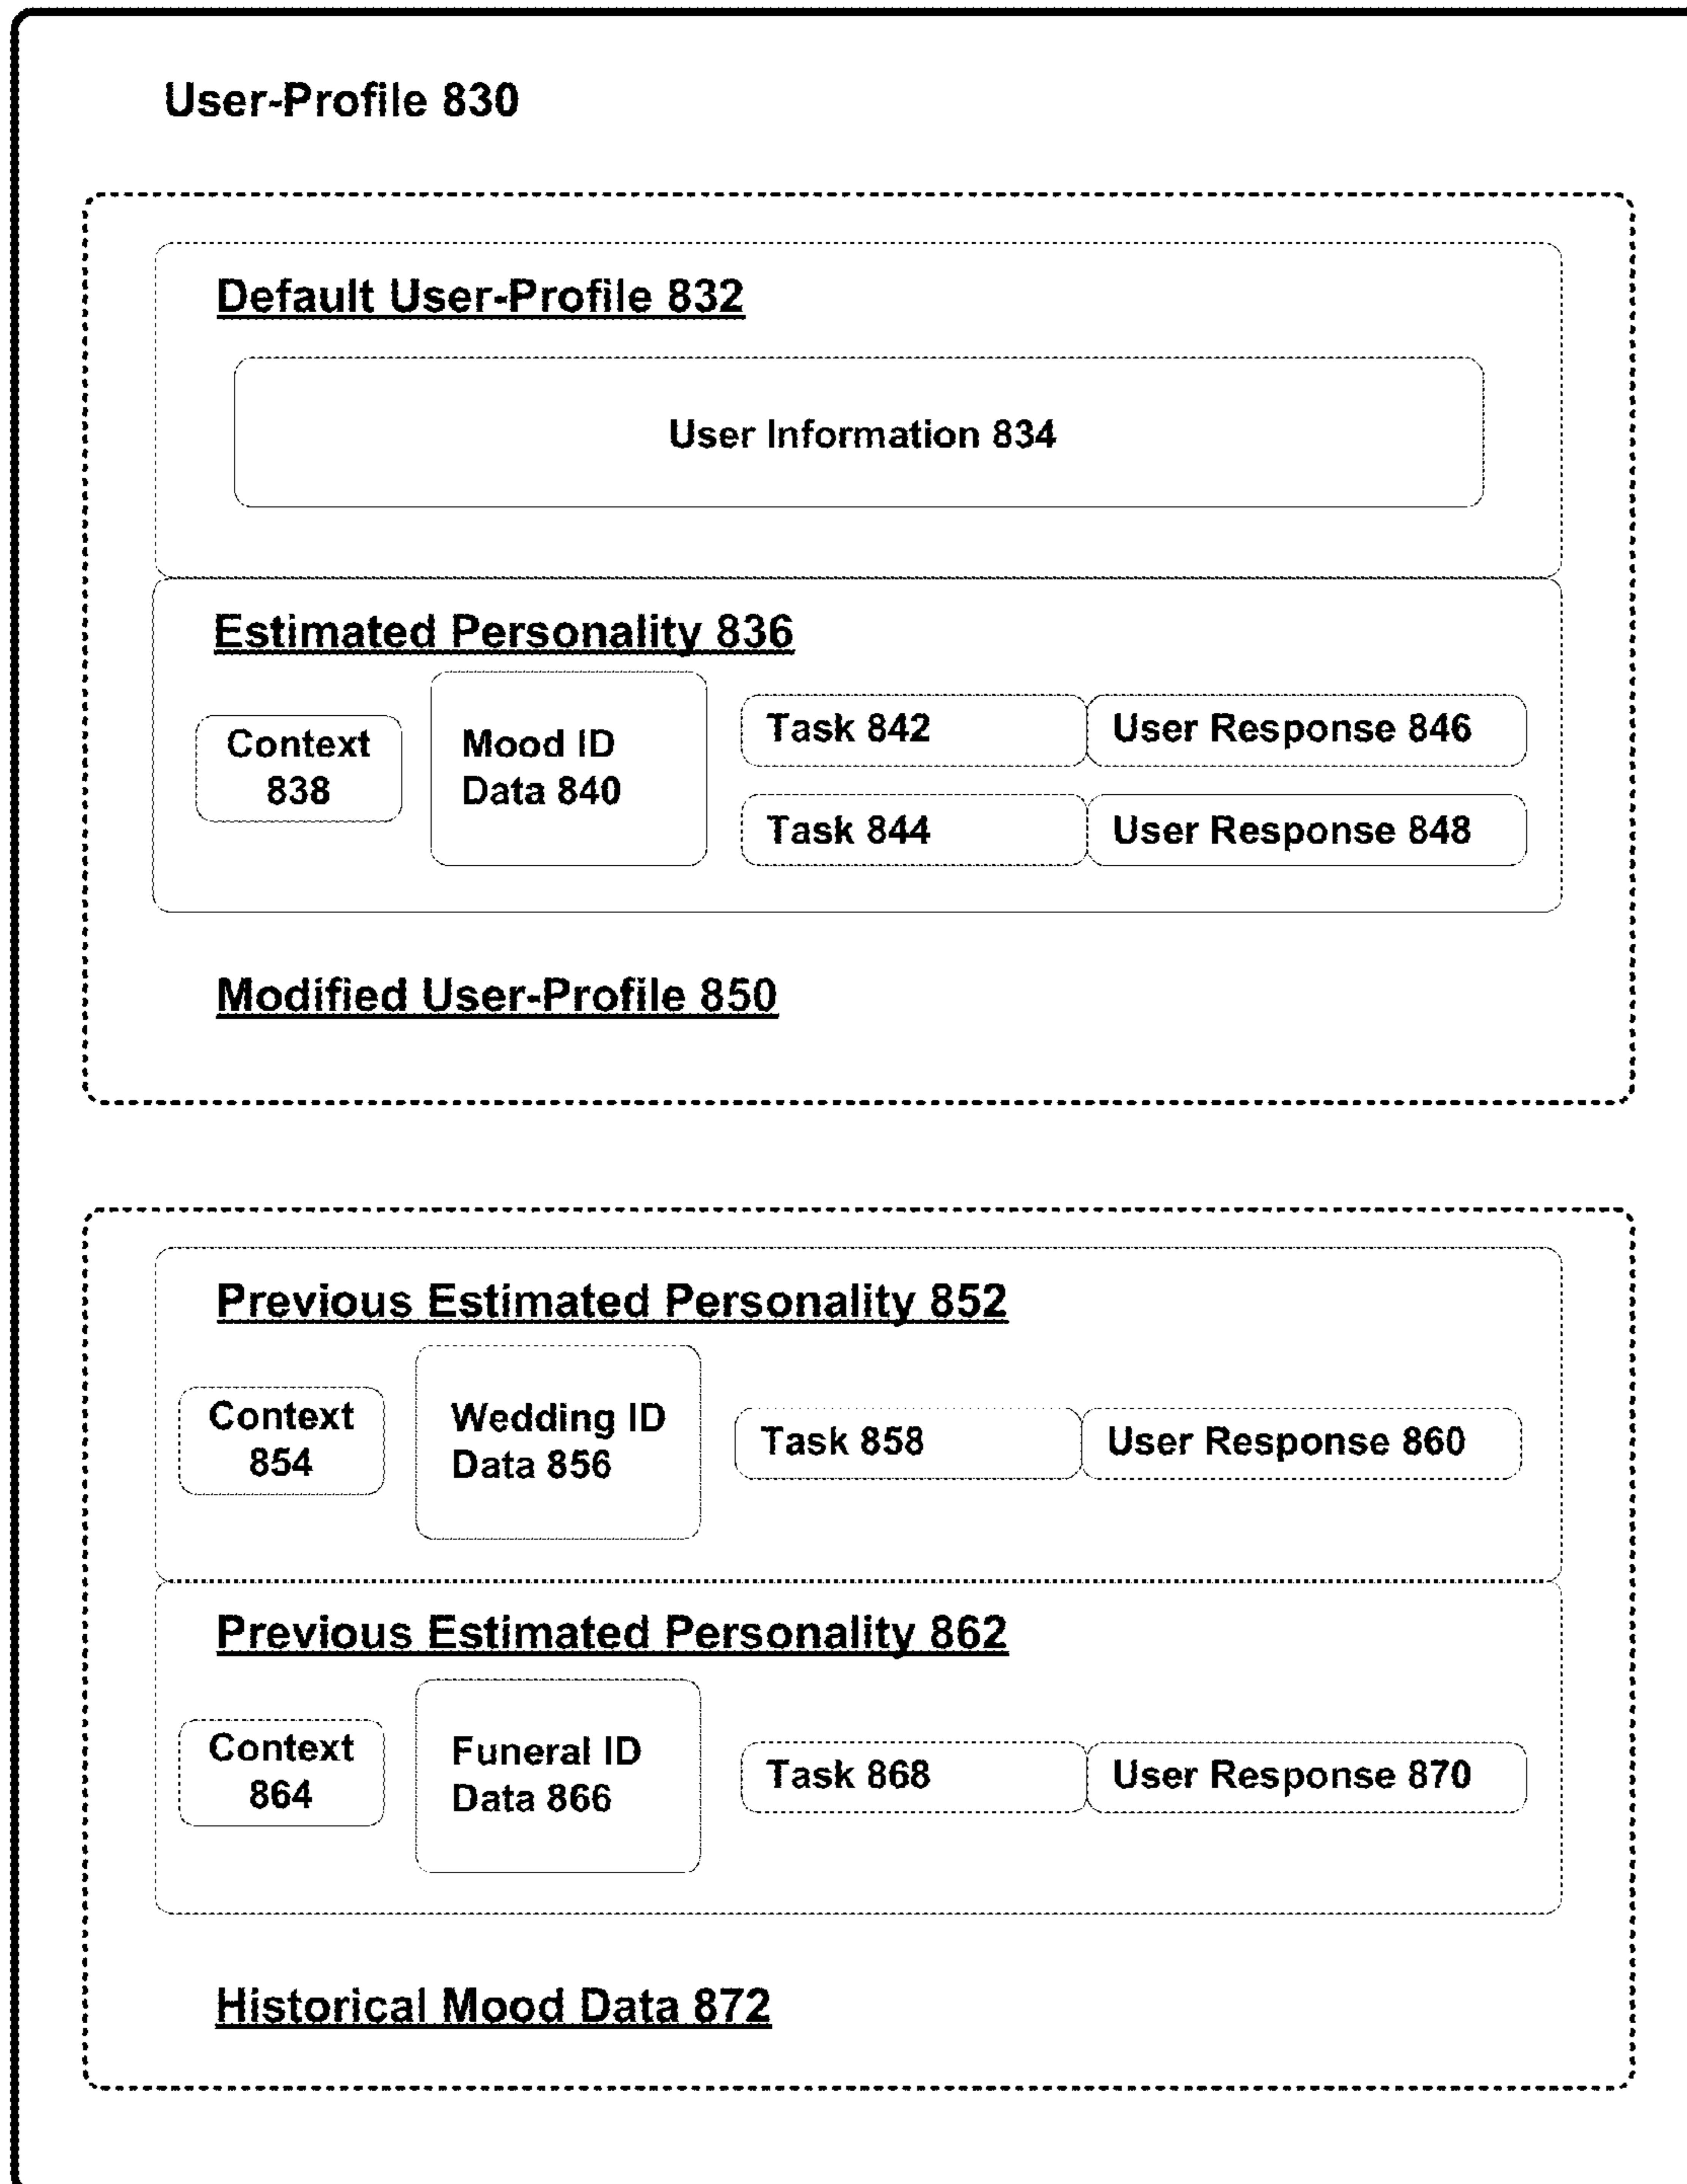 User-Profile 830
Default User-Profile 832
User Information 834
Estimated Personality 836
Context
838
Mood ID
Data 840
Task 842
User Response 846
Task 844
User Response 848
Modified User-Profile 850
Previous Estimated Personality 852
Context
854
Wedding ID
Data 856
Task 858
User Response 860
Previous Estimated Personality 862
Context
864
Funeral ID
Data 866
Task 868
User Response 870
Historical Mood Data 872